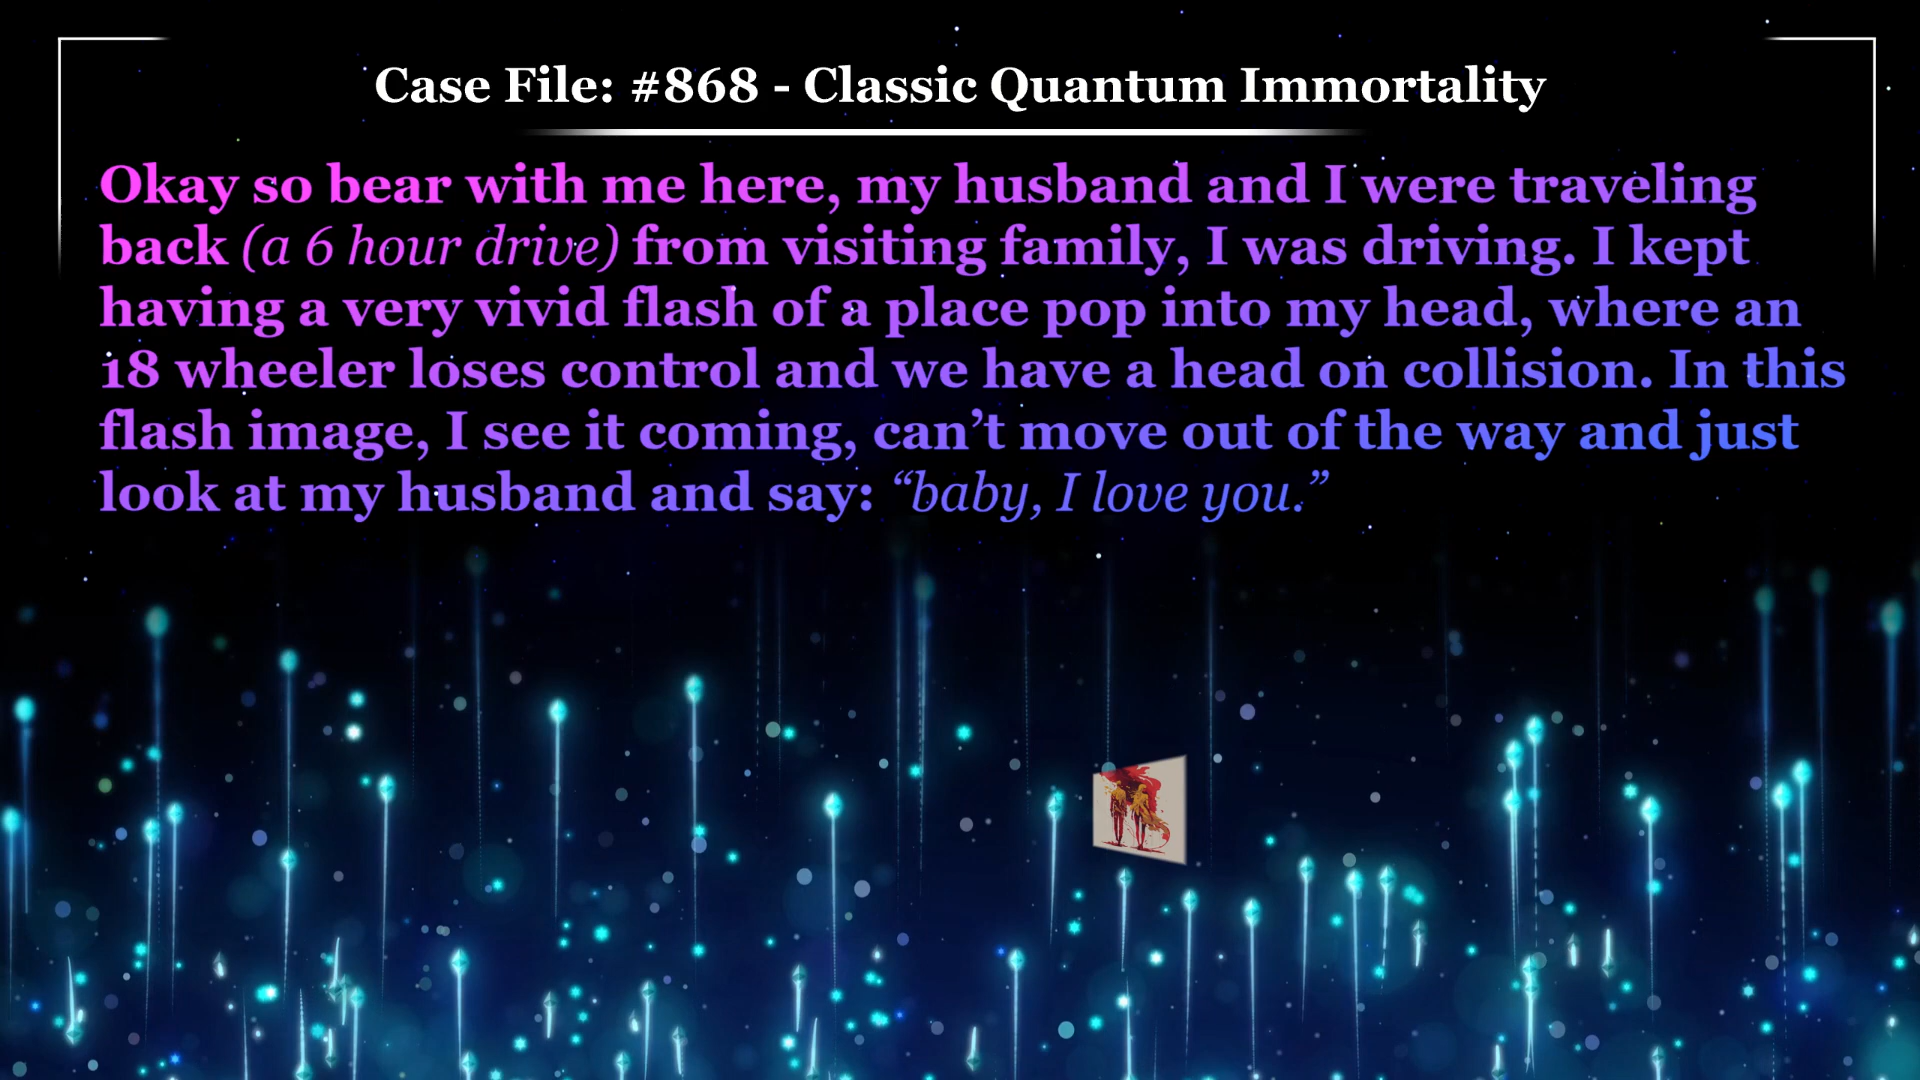 Case File: #868 - Classic Quantum Immortality
Okay so bear with me here, my husband and I were traveling
back (a 6 hour drive) from visiting family, I was driving. I kept
having a very vivid flash of a place pop into my head, where an
18 wheeler loses control and we have a head on collision. In this
flash image, I see it coming, can’t move out of the way and just
look at my husband and say: “baby, I love you.”